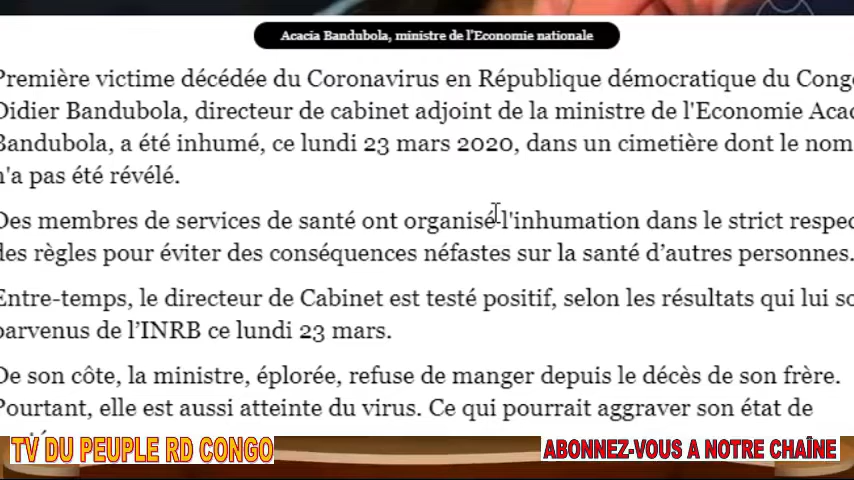 Acacia Bandubola, ministre de l'Economie nationale
Première victime décédée du Coronavirus en République démocratique du Congo
Didier Bandubola, directeur de cabinet adjoint de la ministre de l'Economie Aca
Bandubola, a été inhumé, ce lundi 23 mars 2020, dans un cimetière dont le nom
n'a pas été révélé.
Des membres de services de santé ont organisé l'inhumation dans le strict respec
des règles pour éviter des conséquences néfastes sur la santé d'autres personnes.
Entre-temps, le directeur de Cabinet est testé positif, selon les résultats qui lui so
parvenus de l'INRB ce lundi 23 mars.
De son côte, la ministre, éplorée, refuse de manger depuis le décès de son frère.
Pourtant, elle est aussi atteinte du virus. Ce qui pourrait aggraver son état de
TV DU PEUPLE RD CONGO
ABONNEZ-VOUS A NOTRE CHAÎNE